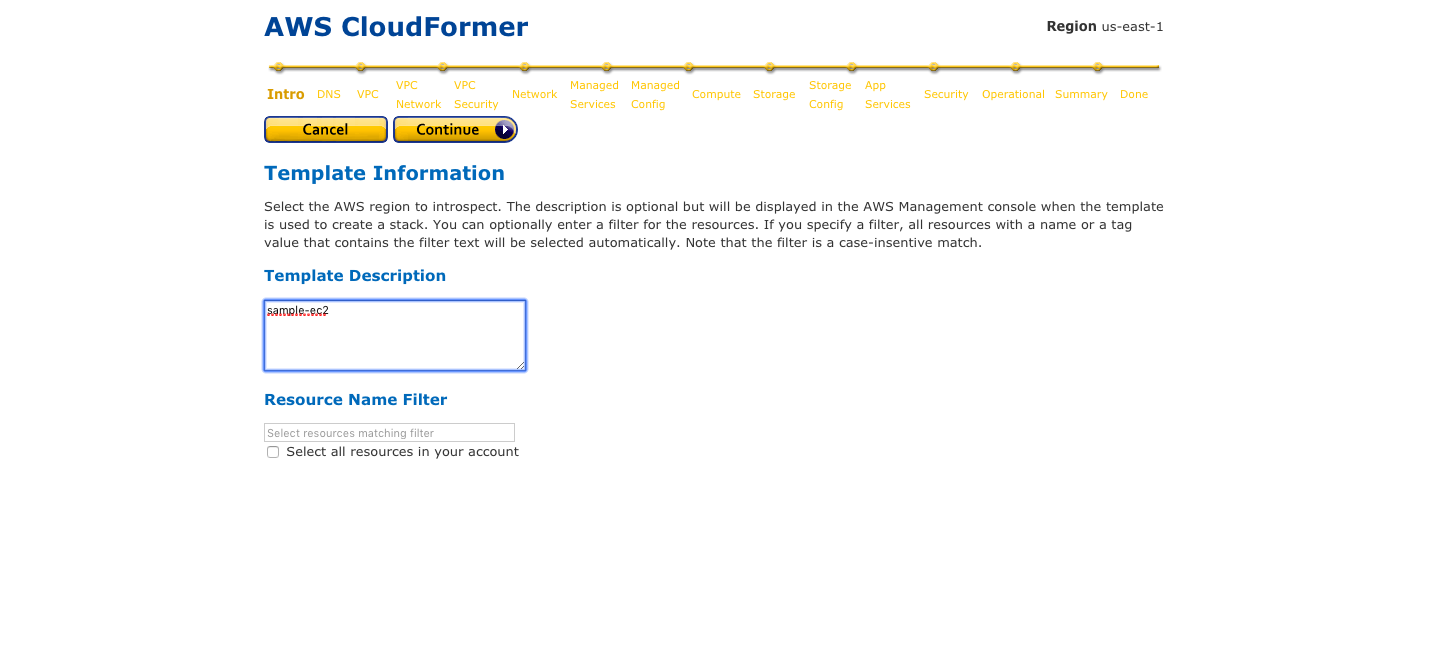 AWS CloudFormer
Region us-east-1
Intro DNS VPC VPC Network VPC Security Network Managed Services Managed Config Compute Storage Storage Config App Services Security Operational Summary Done
Cancel Continue
Template Information
Select the AWS region to introspect. The description is optional but will be displayed in the AWS Management console when the template
is used to create a stack. You can optionally enter a filter for the resources. If you specify a filter, all resources with a name or a tag
value that contains the filter text will be selected automatically. Note that the filter is a case-insentive match.
Template Description
sample-ec2
Resource Name Filter
Select resources matching filter
Select all resources in your account